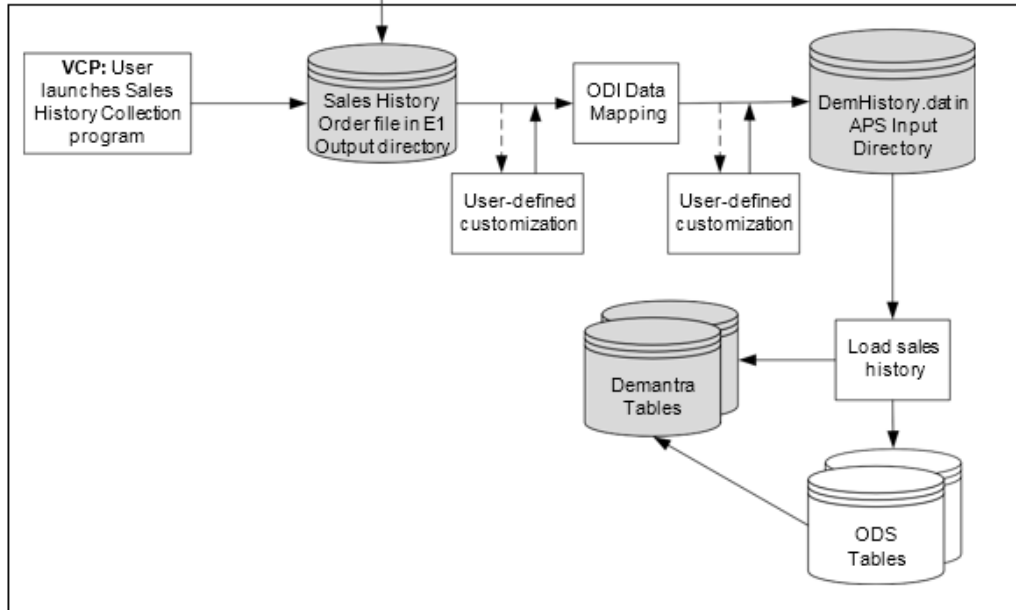 VCP: User
launches Sales
History Collection
program
Sales History
Order file in E1
Output directory
ODI Data
Mapping
DemHistory.dat in
APS Input
Directory
User-defined
customization
User-defined
customization
Load sales
history
Demantra
Tables
ODS
Tables